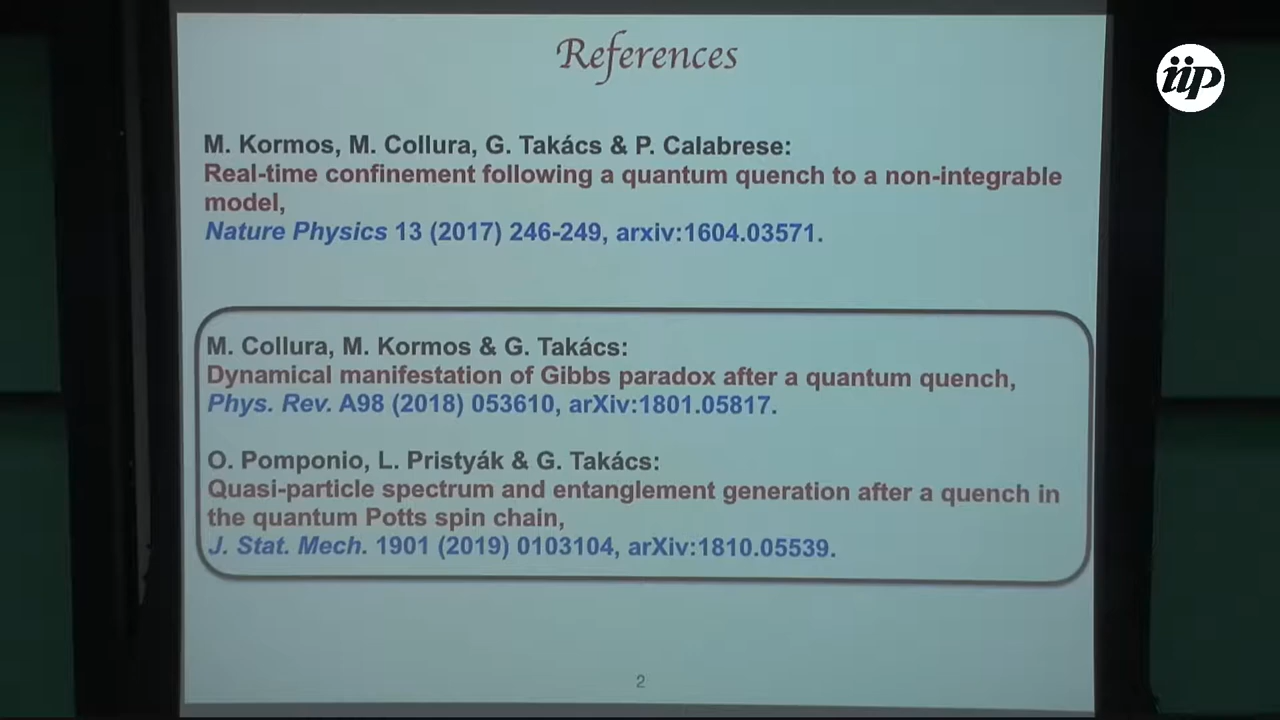 References
iip
M. Kormos, M. Collura, G. Takács & P. Calabrese:
Real-time confinement following a quantum quench to a non-integrable
model,
Nature Physics 13 (2017) 246-249, arxiv:1604.03571.
M. Collura, M. Kormos & G. Takács:
Dynamical manifestation of Gibbs paradox after a quantum quench,
Phys. Rev. A98 (2018) 053610, arXiv:1801.05817.
O. Pomponio, L. Pristyák & G. Takács:
Quasi-particle spectrum and entanglement generation after a quench in
the quantum Potts spin chain,
J. Stat. Mech. 1901 (2019) 0103104, arXiv:1810.05539.
2